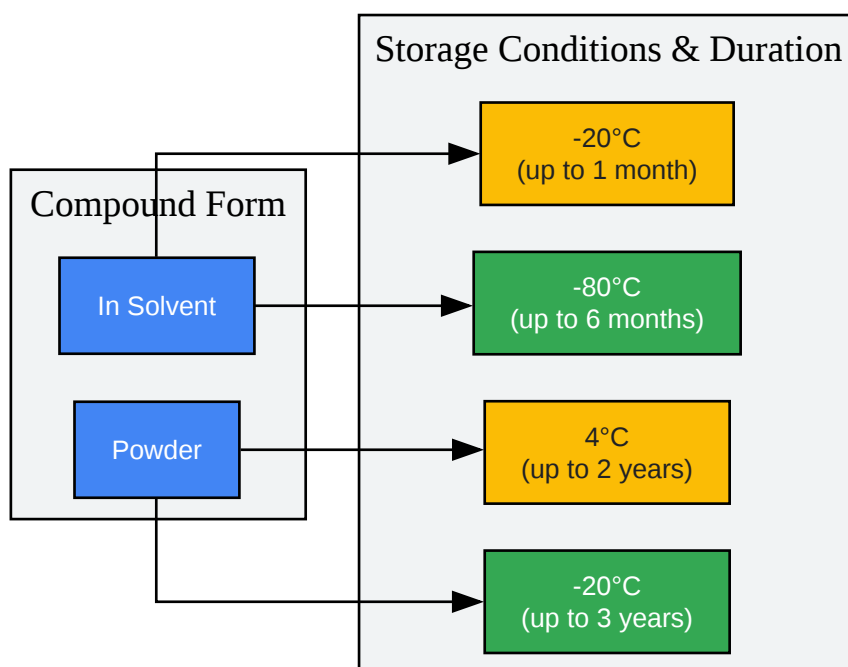 Storage Conditions & Duration
-20°C
(up to 1 month)
Compound Form
In Solvent
-80°C
(up to 6 months)
Powder
4°C
(up to 2 years)
-20°C
(up to 3 years)